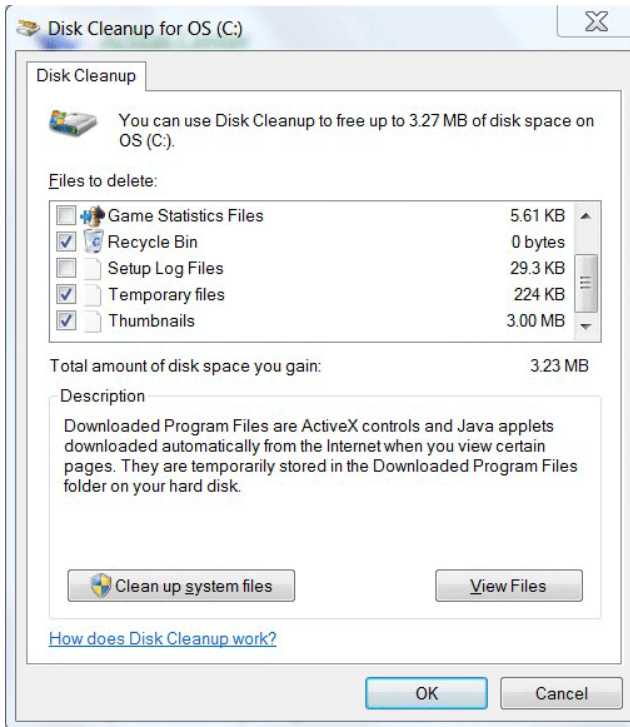 Disk Cleanup for OS (C:)
Disk Cleanup
You can use Disk Cleanup to free up to 3.27 MB of disk space on
OS (C:).
Files to delete:
Game Statistics Files 5.61 KB
Recycle Bin 0 bytes
Setup Log Files 29.3 KB
Temporary files 224 KB
Thumbnails 3.00 MB
Total amount of disk space you gain: 3.23 MB
Description
Downloaded Program Files are ActiveX controls and Java applets
downloaded automatically from the Internet when you view certain
pages. They are temporarily stored in the Downloaded Program Files
folder on your hard disk.
Clean up system files View Files
How does Disk Cleanup work?
OK Cancel